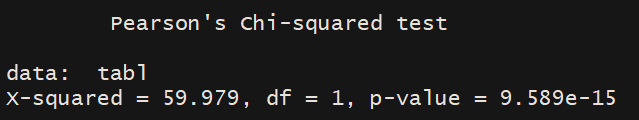 Pearson's Chi-squared test
data:  tabl
X-squared = 59.979, df = 1, p-value = 9.589e-15